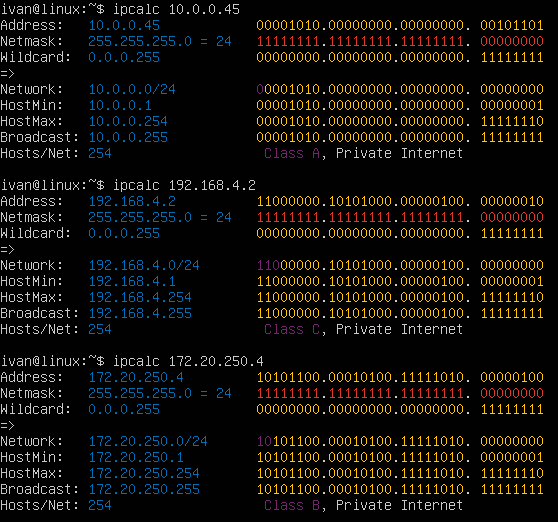 ivan@linux:~$ ipcalc 10.0.0.45
Address:   10.0.0.45            00001010.00000000.00000000. 00101101
Netmask:   255.255.255.0 = 24   11111111.11111111.11111111. 00000000
Wildcard:  0.0.0.255            00000000.00000000.00000000. 11111111
=>
Network:   10.0.0.0/24          00001010.00000000.00000000. 00000000
HostMin:   10.0.0.1             00001010.00000000.00000000. 00000001
HostMax:   10.0.0.254           00001010.00000000.00000000. 11111110
Broadcast: 10.0.0.255           00001010.00000000.00000000. 11111111
Hosts/Net: 254                   Class A, Private Internet
ivan@linux:~$ ipcalc 192.168.4.2
Address:   192.168.4.2          11000000.10101000.00000100. 00000010
Netmask:   255.255.255.0 = 24   11111111.11111111.11111111. 00000000
Wildcard:  0.0.0.255            00000000.00000000.00000000. 11111111
=>
Network:   192.168.4.0/24       11000000.10101000.00000100. 00000000
HostMin:   192.168.4.1          11000000.10101000.00000100. 00000001
HostMax:   192.168.4.254        11000000.10101000.00000100. 11111110
Broadcast: 192.168.4.255        11000000.10101000.00000100. 11111111
Hosts/Net: 254                   Class C, Private Internet
ivan@linux:~$ ipcalc 172.20.250.4
Address:   172.20.250.4         10101100.00010100.11111010. 00000100
Netmask:   255.255.255.0 = 24   11111111.11111111.11111111. 00000000
Wildcard:  0.0.0.255            00000000.00000000.00000000. 11111111
=>
Network:   172.20.250.0/24      10101100.00010100.11111010. 00000000
HostMin:   172.20.250.1         10101100.00010100.11111010. 00000001
HostMax:   172.20.250.254       10101100.00010100.11111010. 11111110
Broadcast: 172.20.250.255       10101100.00010100.11111010. 11111111
Hosts/Net: 254                   Class B, Private Internet